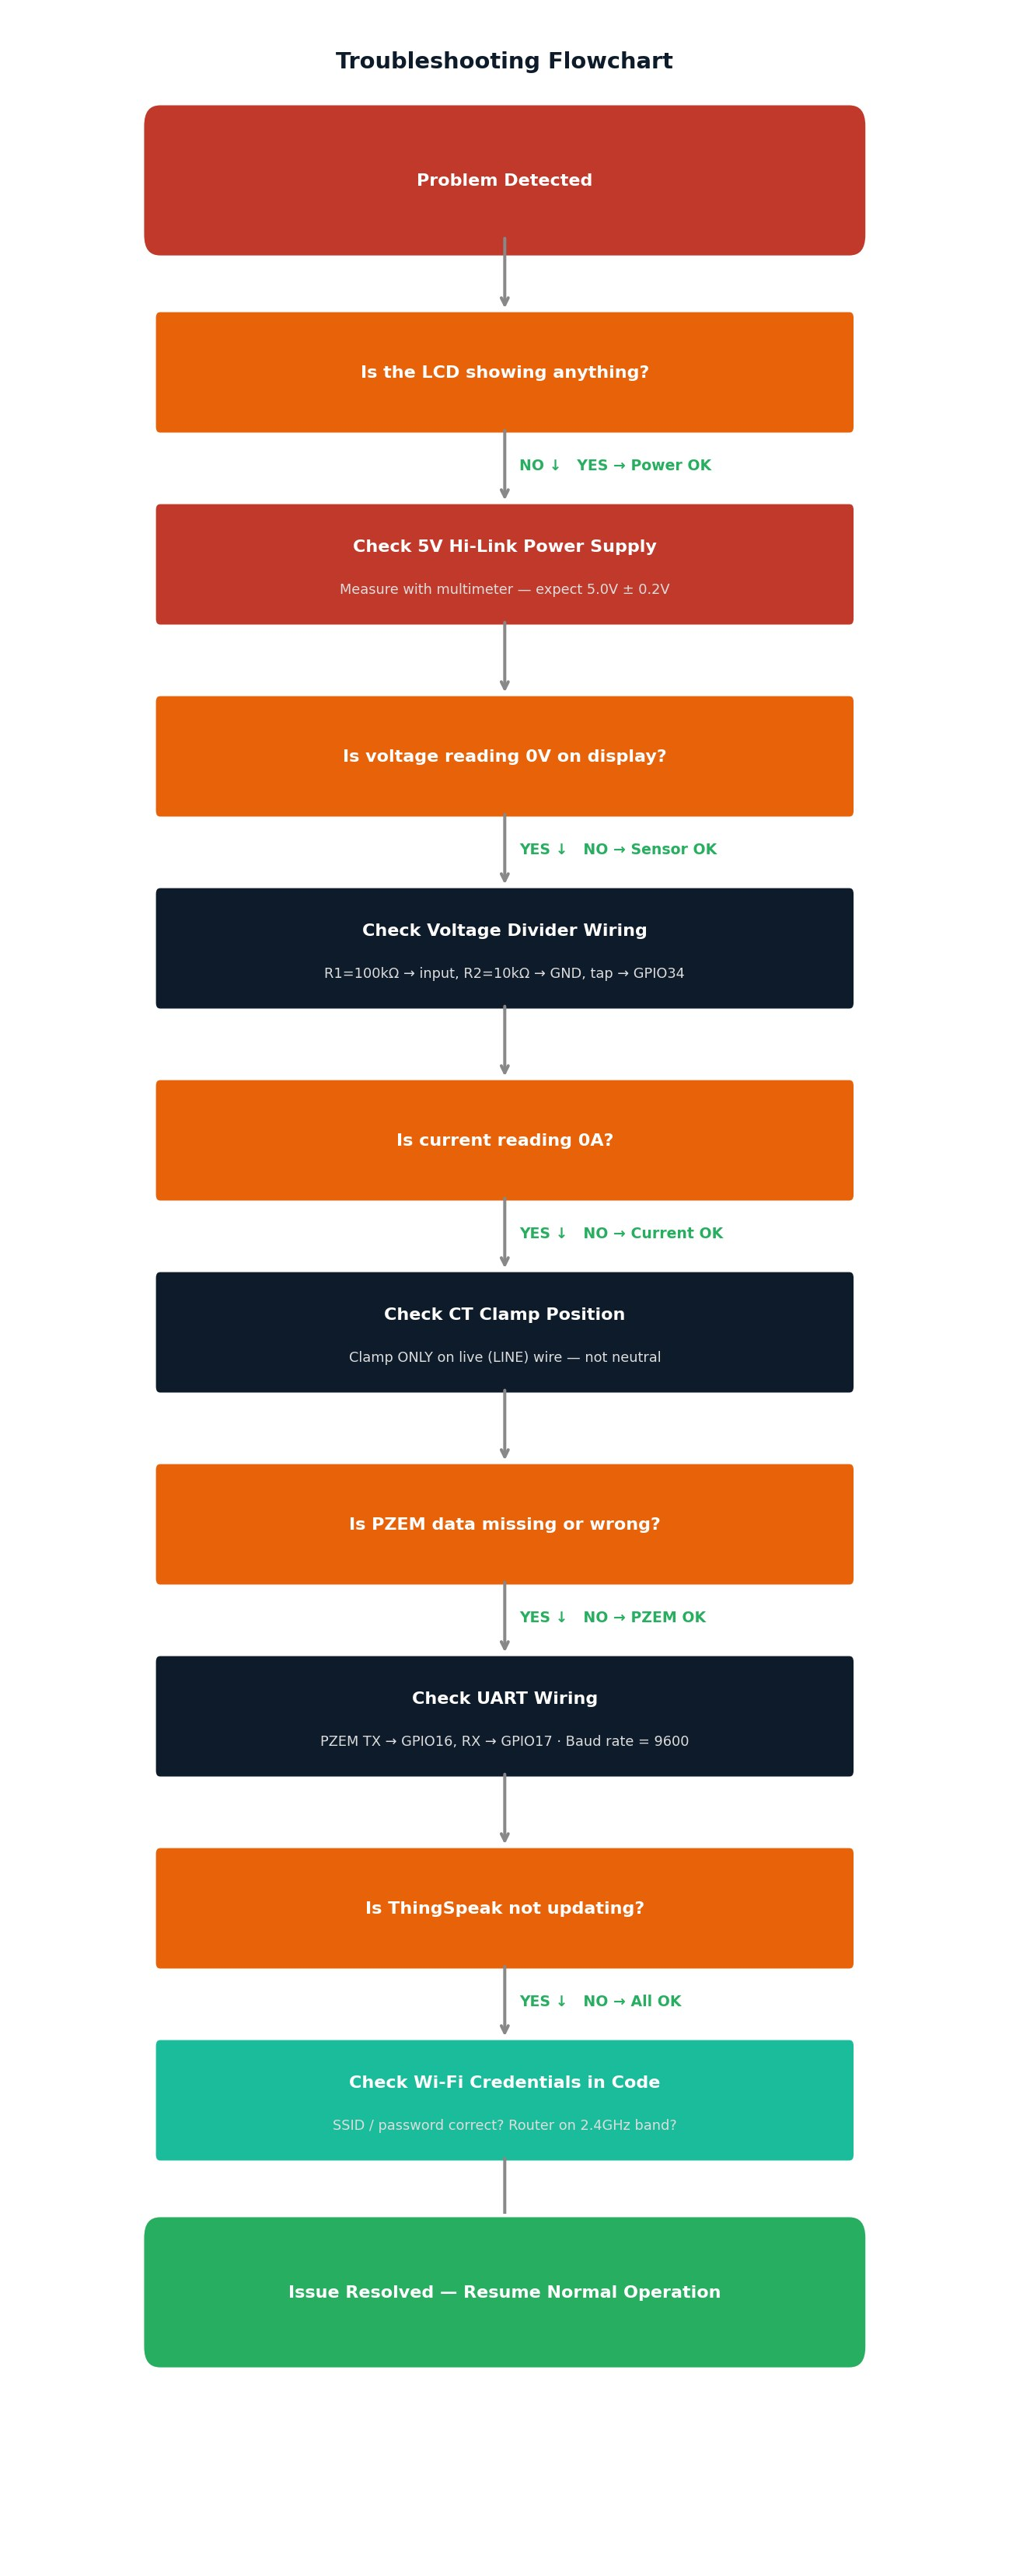 Troubleshooting Flowchart
Problem Detected
Is the LCD showing anything?
NO ↓   YES → Power OK
Check 5V Hi-Link Power Supply
Measure with multimeter — expect 5.0V ± 0.2V
Is voltage reading 0V on display?
YES ↓   NO → Sensor OK
Check Voltage Divider Wiring
R1=100kΩ → input, R2=10kΩ → GND, tap → GPIO34
Is current reading 0A?
YES ↓   NO → Current OK
Check CT Clamp Position
Clamp ONLY on live (LINE) wire — not neutral
Is PZEM data missing or wrong?
YES ↓   NO → PZEM OK
Check UART Wiring
PZEM TX → GPIO16, RX → GPIO17 · Baud rate = 9600
Is ThingSpeak not updating?
YES ↓   NO → All OK
Check Wi-Fi Credentials in Code
SSID / password correct? Router on 2.4GHz band?
Issue Resolved — Resume Normal Operation